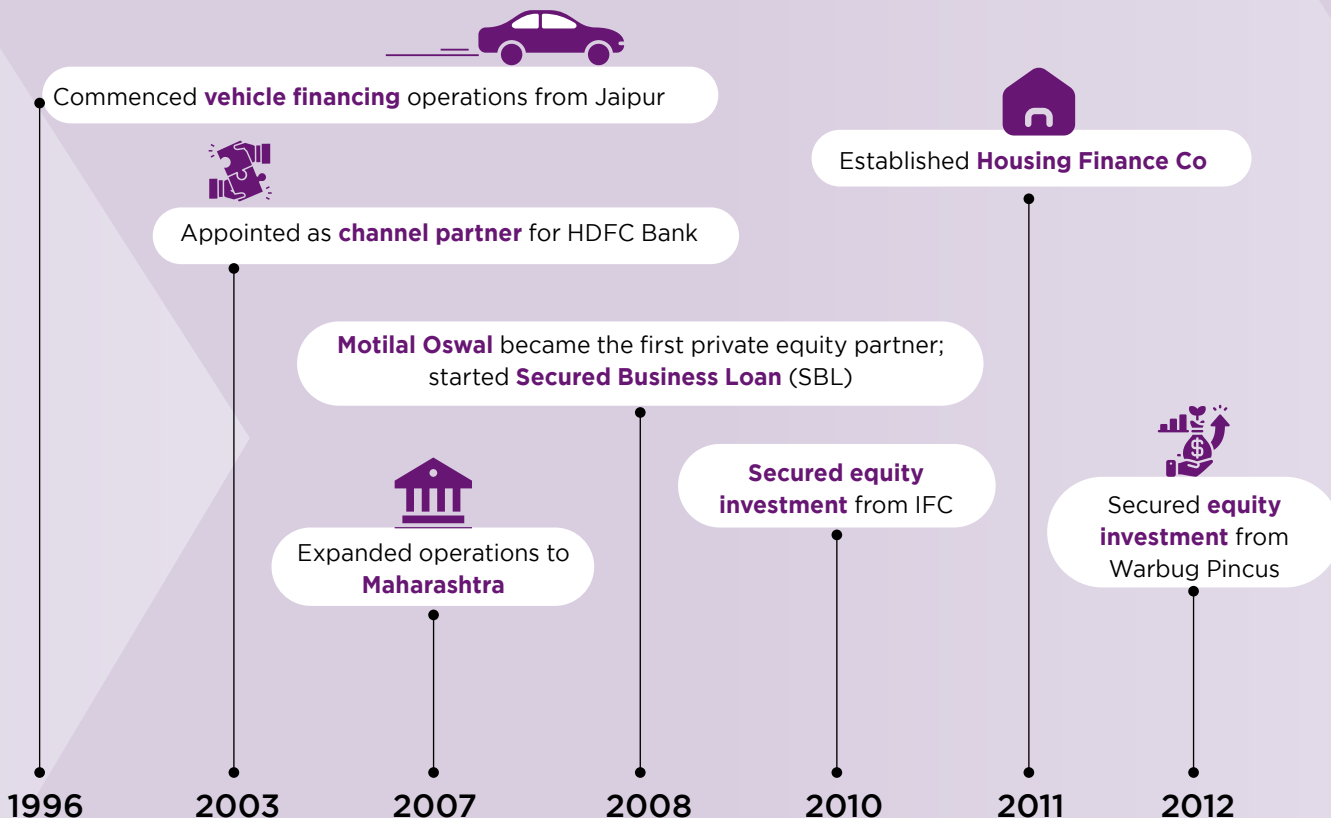 Commenced vehicle financing operations from Jaipur
Appointed as channel partner for HDFC Bank
Expanded operations to
Maharashtra
Motilal Oswal became the first private equity partner;
started Secured Business Loan (SBL)
Secured equity
investment from IFC
Established Housing Finance Co
Secured equity
investment from
Warbug Pincus
1996 2003 2007 2008 2010 2011 2012